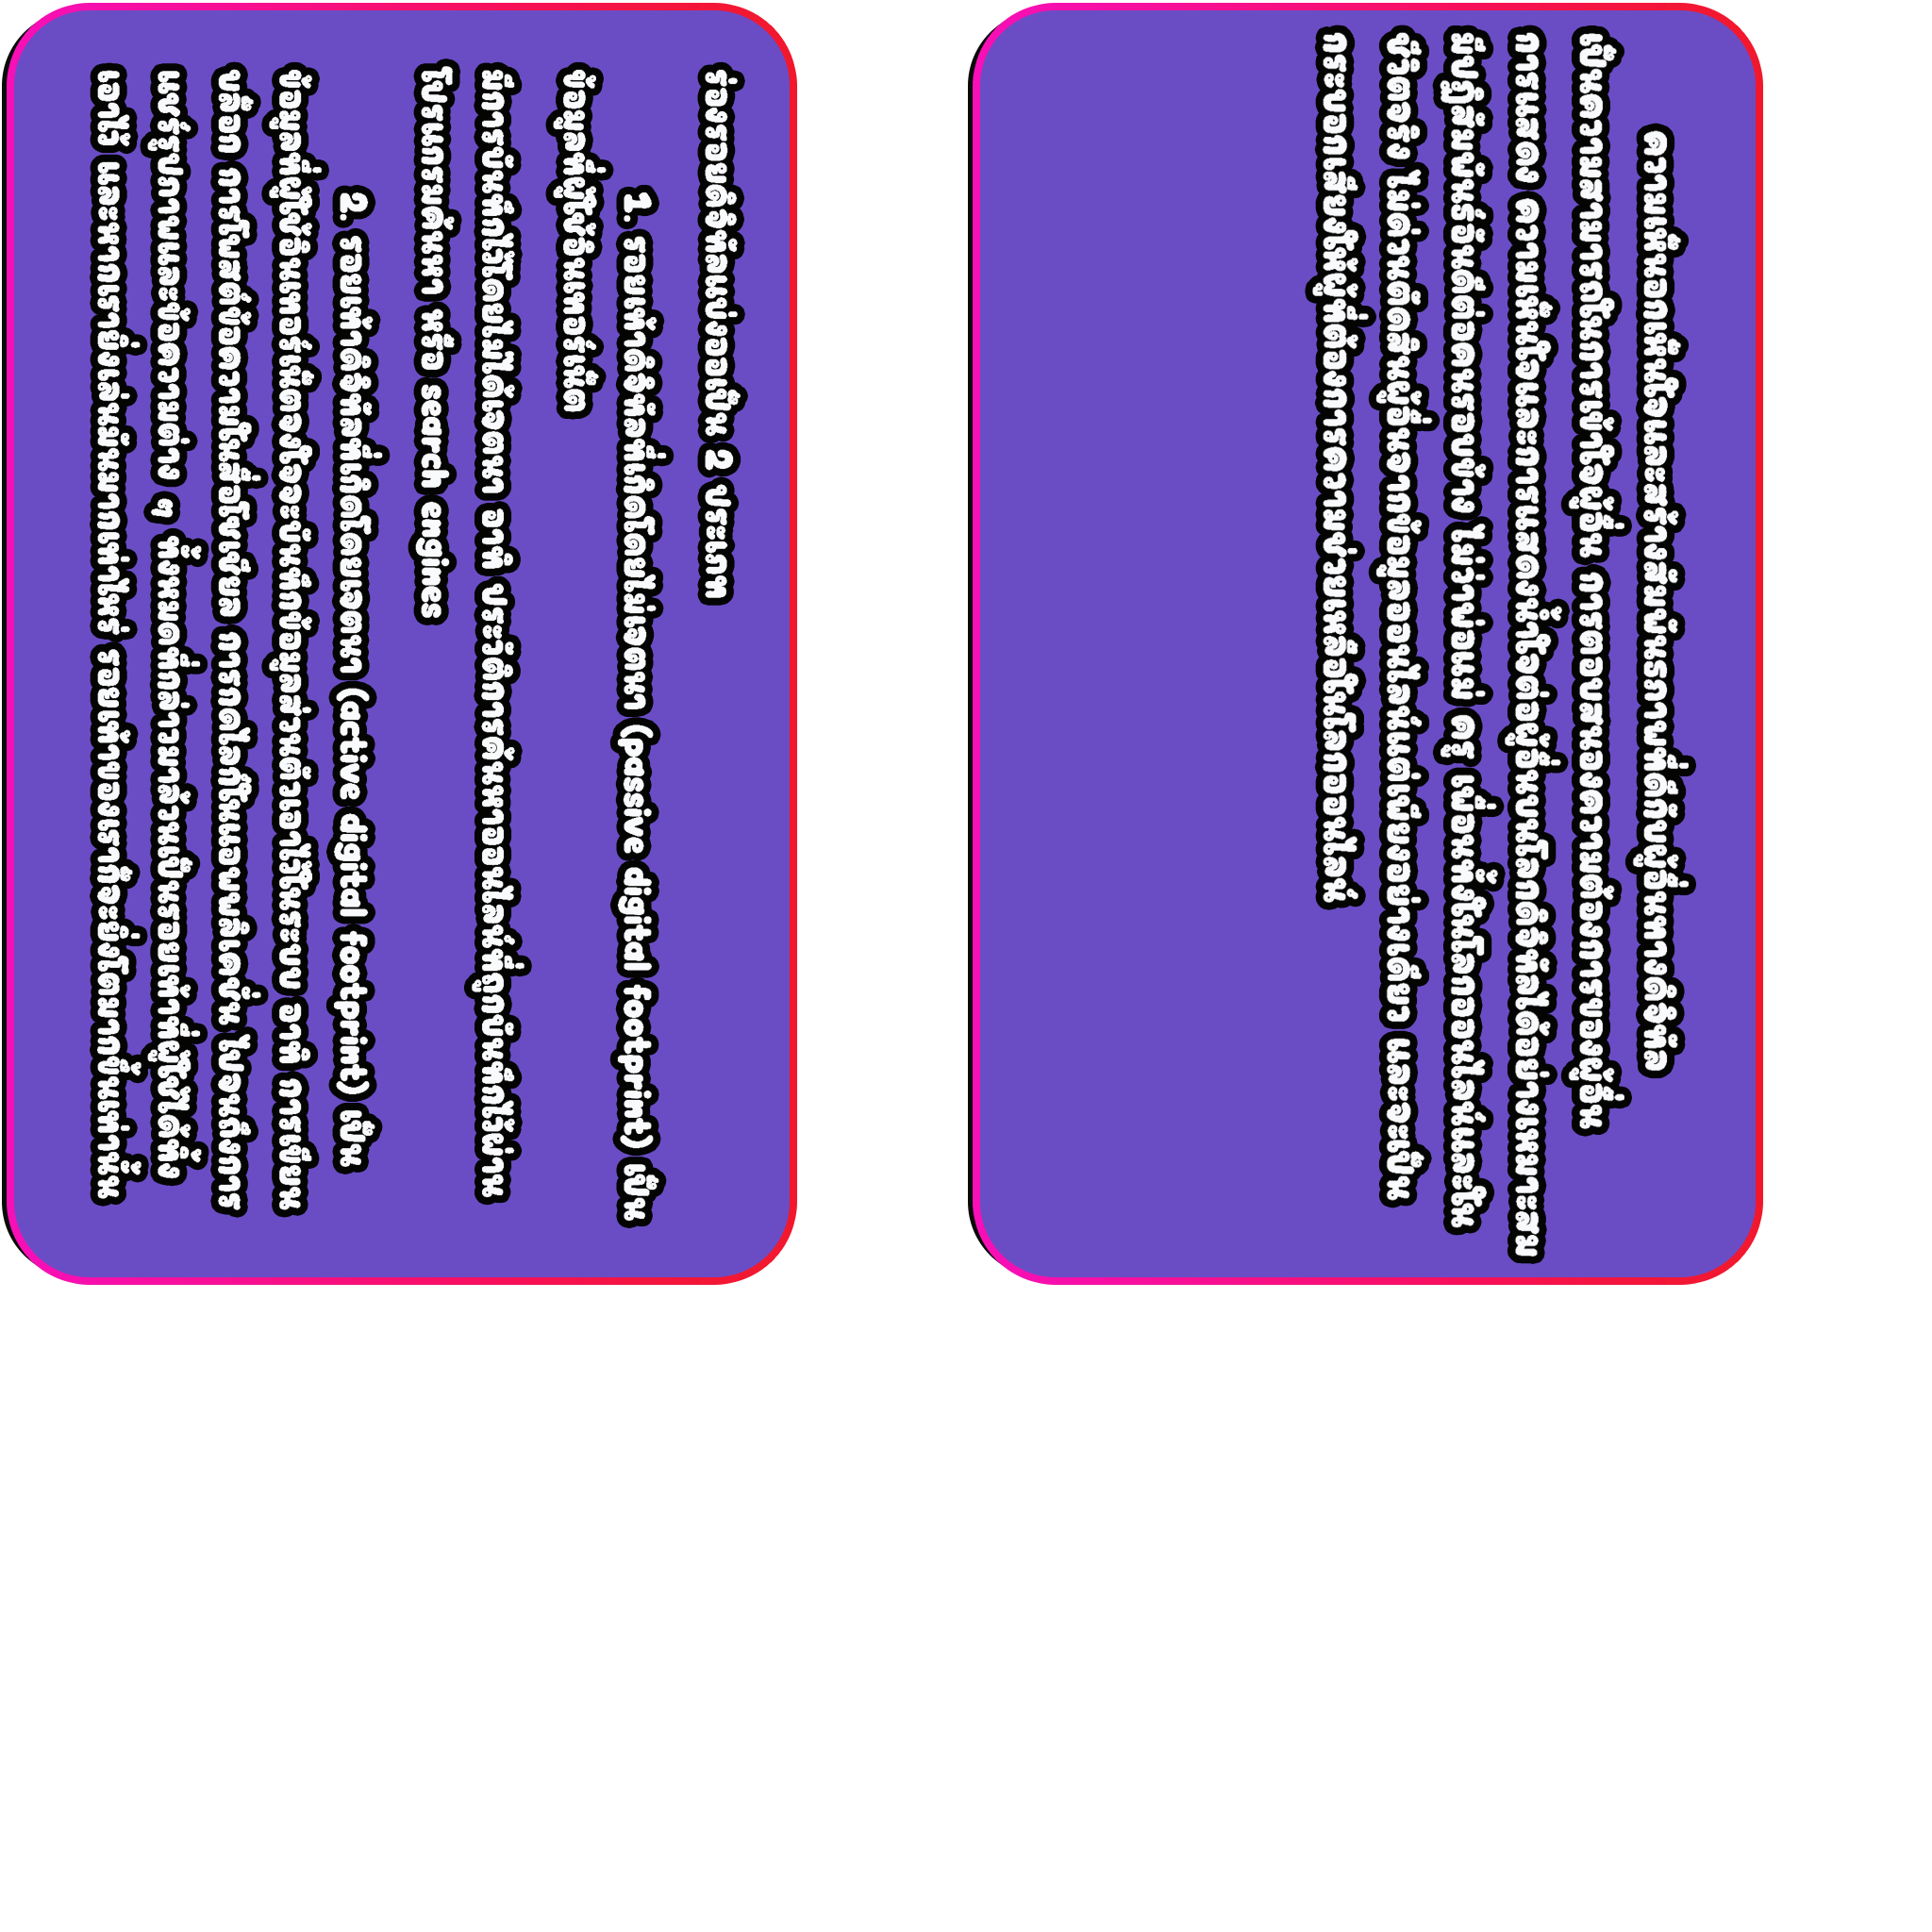 ความเห็นอกเห็นใจและสร้างสัมพันธภาพที่ดีกับผู้อื่นทางดิจิทัล
เป็นความสามารถในการเข้าใจผู้อื่น การตอบสนองความต้องการของผู้อื่น
การแสดง ความเห็นใจและการแสดงน้ำใจต่อผู้อื่นบนโลกดิจิทัลได้อย่างเหมาะสม
มีปฏิสัมพันธ์อันดีต่อคนรอบข้าง ไม่ว่าพ่อแม่ ครู เพื่อนทั้งในโลกออนไลน์และใน
ชีวิตจริง ไม่ด่วนตัดสินผู้อื่นจากข้อมูลออนไลน์แต่เพียงอย่างเดียว และจะเป็น
กระบอกเสียงให้ผู้ที่ต้องการความช่วยเหลือในโลกออนไลน์
ร่องรอยดิจิทัลแบ่งออกเป็น 2 ประเภท
1. รอยเท้าดิจิทัลที่เกิดโดยไม่เจตนา (passive digital footprint) เป็น
ข้อมูลที่ผู้ใช้อินเทอร์เน็ต
มีการบันทึกไว้โดยไม่ได้เจตนา อาทิ ประวัติการค้นหาออนไลน์ที่ถูกบันทึกไว้ผ่าน
โปรแกรมค้นหา หรือ search engines
2. รอยเท้าดิจิทัลที่เกิดโดยเจตนา (active digital footprint) เป็น
ข้อมูลที่ผู้ใช้อินเทอร์เน็ตจงใจจะบันทึกข้อมูลส่วนตัวเอาไว้ในระบบ อาทิ การอีเมล
บล็อก การโพสต์ข้อความในสื่อโซเชียล การกดไลก์ในแอปพลิเคชัน ไปจนถึงการ
แชร์รูปภาพและข้อความต่าง ๆ ทั้งหมดที่กล่าวมาล้วนเป็นรอยเท้าที่ผู้ใช้ได้ทิ้ง
เอาไว้ และหากเรายิ่งเล่นอินเทอร์เน็ตมากเท่าไหร่ รอยเท้าของเราก็จะยิ่งโดนเก็บมากขึ้นเท่านั้น